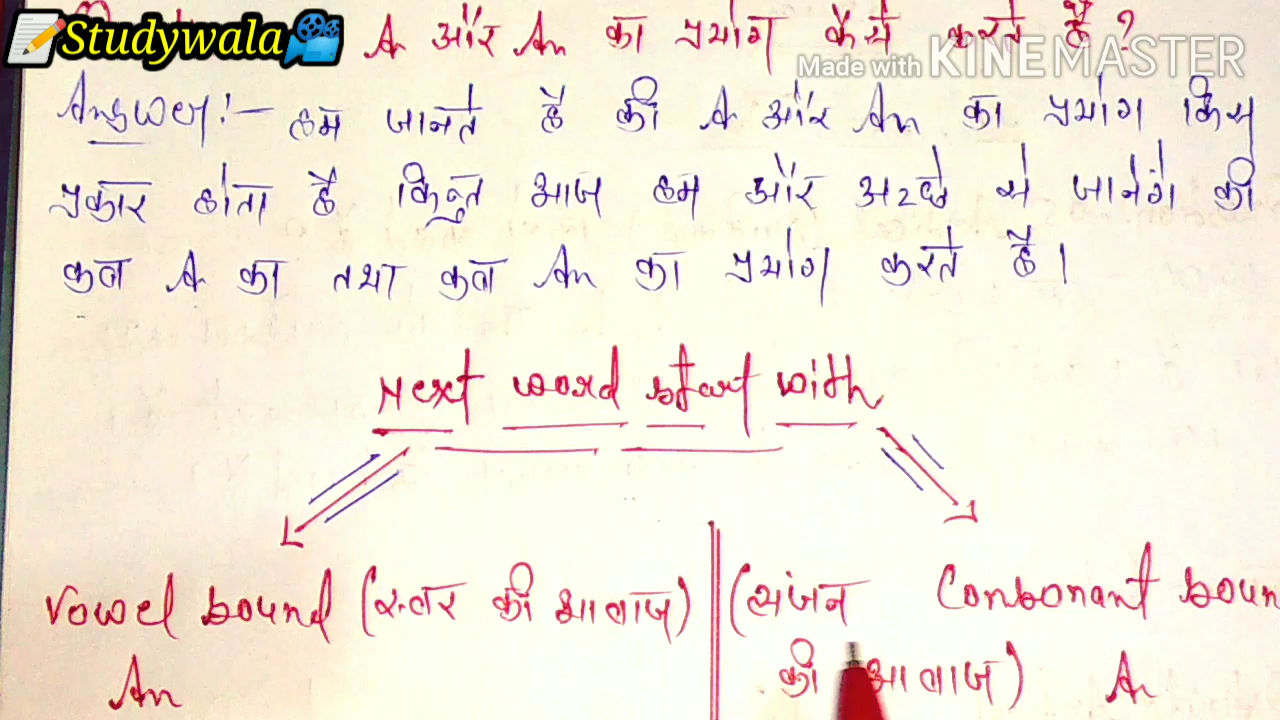 Studywala
A और An का प्रयोग कैसे करते हैं?
Made with KINEMASTER
Answer:- हम जानते है की A और An का प्रयोग किस
प्रकार होता है किन्तु आज हम और अच्छे से जानेगे की
कब A का तथा कब An का प्रयोग करते है।
Next word start with
Vowel sound (स्वर की आवाज) (व्यंजन Consonant soun
की आवाज)
An A